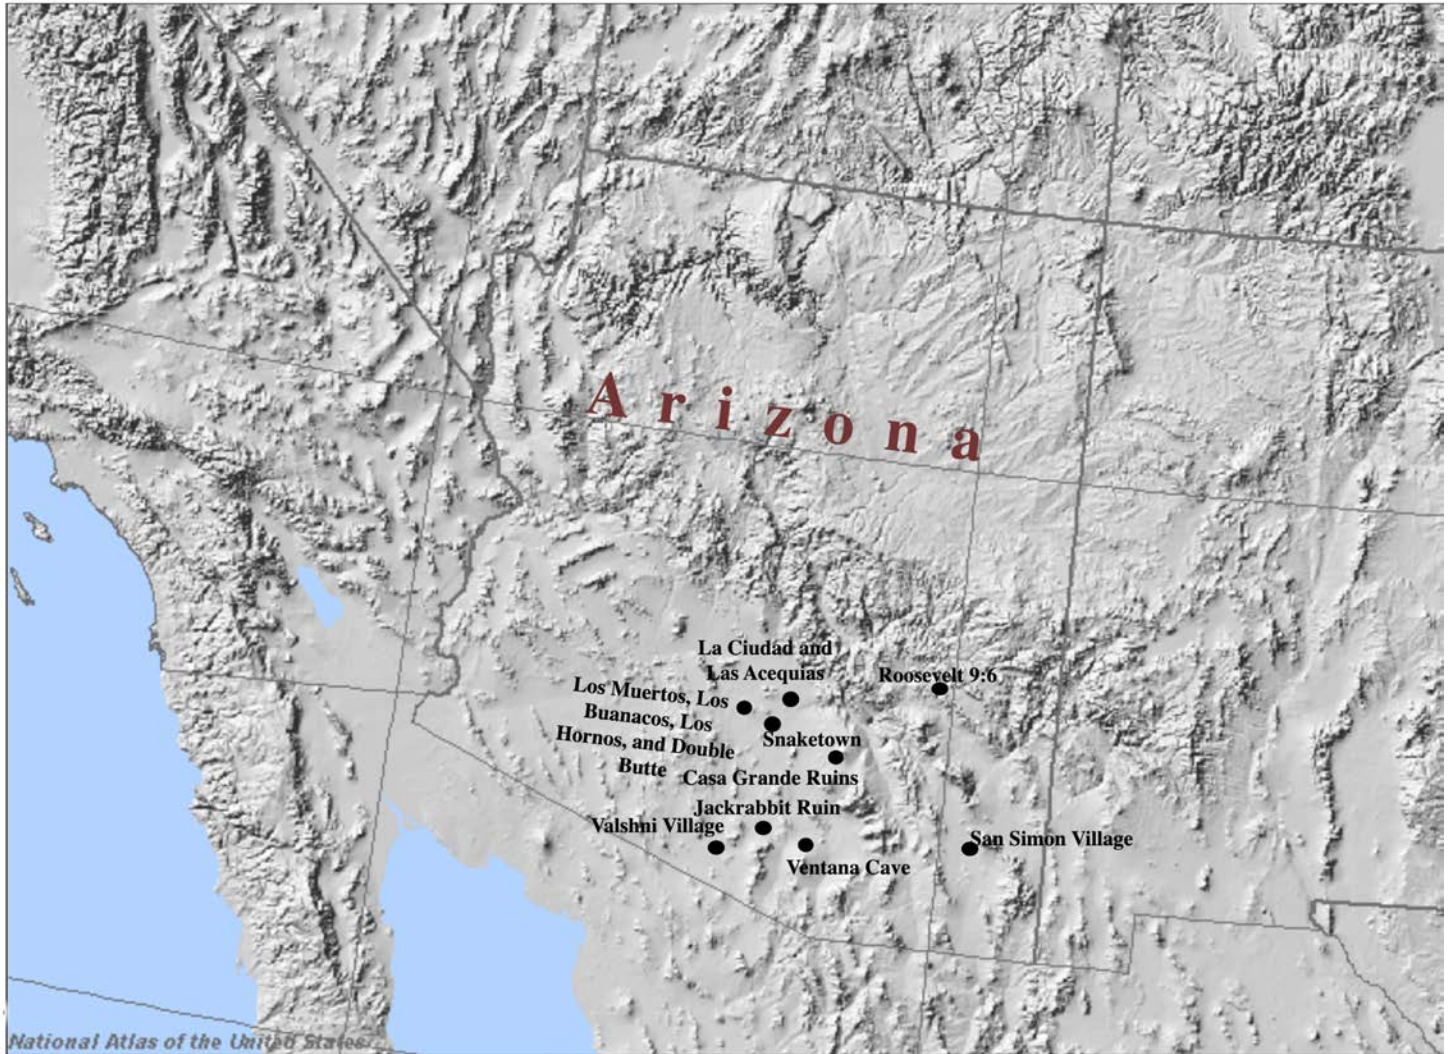 Arizona
La Ciudad and
Las Acequias
Roosevelt 9:6
Los Muertos, Los
Buanacos, Los
Hornos, and Double
Butte
Snaketown
Casa Grande Ruins
Jackrabbit Ruin
Valshni Village
Ventana Cave
San Simon Village
National Atlas of the United States